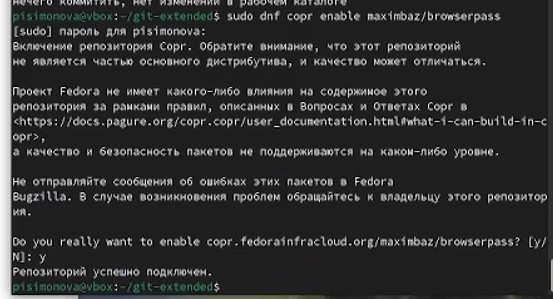 нечего коммитить, нет изменений в рабочем каталоге
pisimonova@vbox:~/git-extended$ sudo dnf copr enable maximbaz/browserpass
[sudo] пароль для pisimonova:
Включение репозитория Copr. Обратите внимание, что этот репозиторий
не является частью основного дистрибутива, и качество может отличаться.
Проект Fedora не имеет какого-либо влияния на содержимое этого
репозитория за рамками правил, описанных в Вопросах и Ответах Copr в
<https://docs.pagure.org/copr.copr/user_documentation.html#what-i-can-build-in-c
opr>,
а качество и безопасность пакетов не поддерживаются на каком-либо уровне.
Не отправляйте сообщения об ошибках этих пакетов в Fedora
Bugzilla. В случае возникновения проблем обращайтесь к владельцу этого репозитор
ия.
Do you really want to enable copr.fedorainfracloud.org/maximbaz/browserpass? [y/
N]: y
Репозиторий успешно подключен.
pisimonova@vbox:~/git-extended$